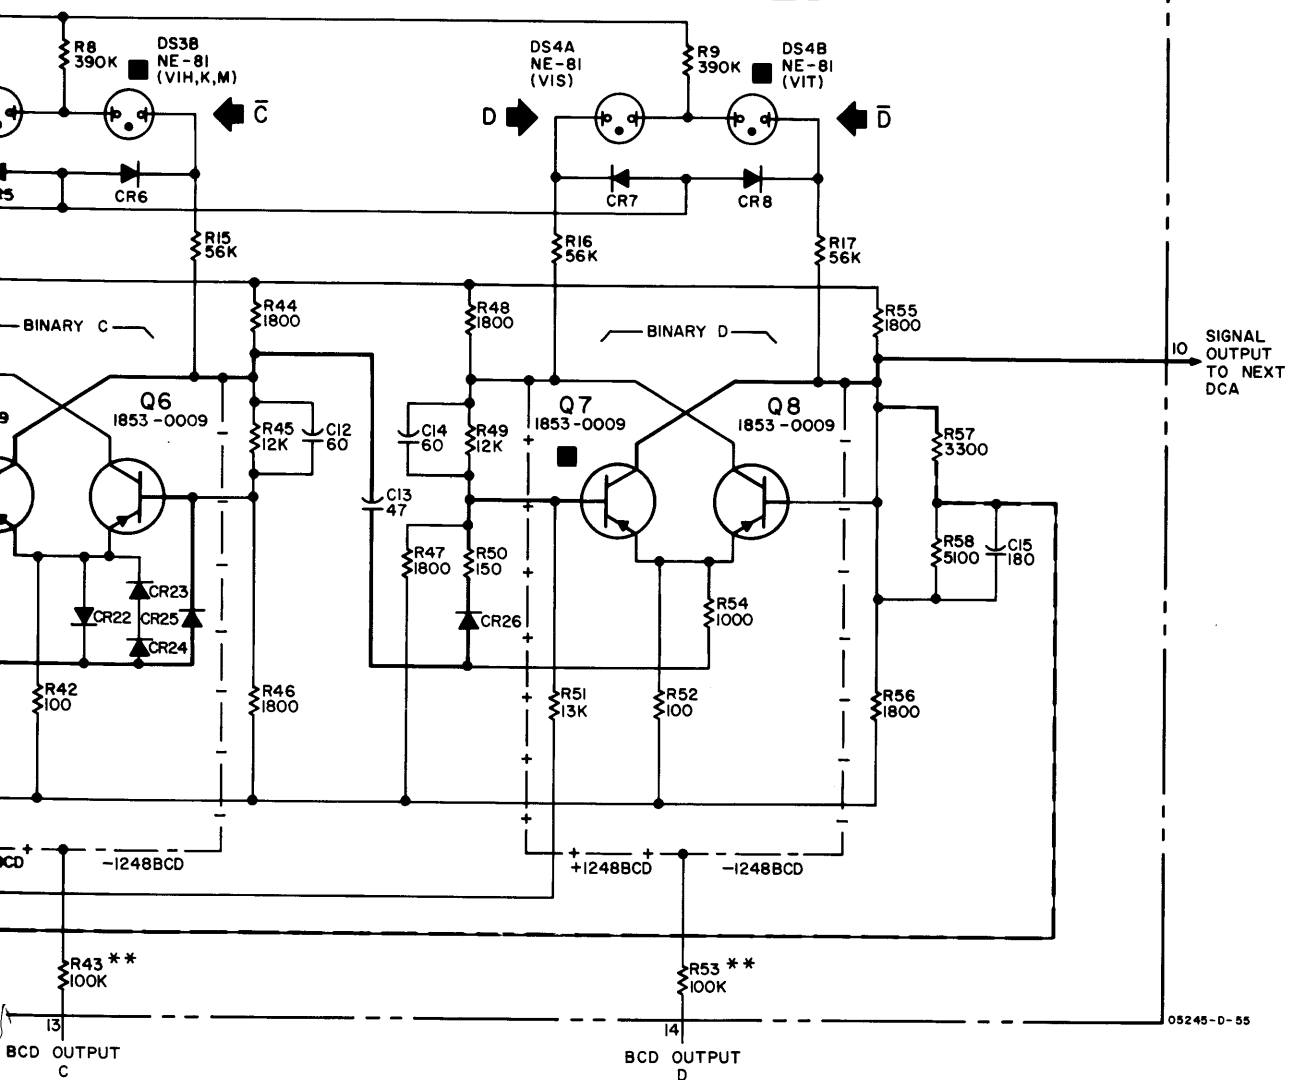 R8
390K
DS3B
NE-81
(VIH,K,M)
C̅
DS4A
NE-81
(VIS)
R9
390K
DS4B
NE-81
(VIT)
D
D̅
CR6
CR7
CR8
R15
56K
R16
56K
R17
56K
R44
1800
R48
1800
R55
1800
BINARY C
BINARY D
10
SIGNAL
OUTPUT
TO NEXT
DCA
Q6
1853-0009
Q7
1853-0009
Q8
1853-0009
R45
12K
C12
60
C14
60
R49
12K
R57
3300
C13
47
R47
1800
R50
150
R58
5100
C15
180
CR23
CR22
CR25
CR24
CR26
R54
1000
R42
100
R46
1800
R51
13K
R52
100
R56
1800
BCD
-1248BCD
+1248BCD
-1248BCD
R43 **
100K
R53 **
100K
13
14
05245-D-55
BCD OUTPUT
C
BCD OUTPUT
D